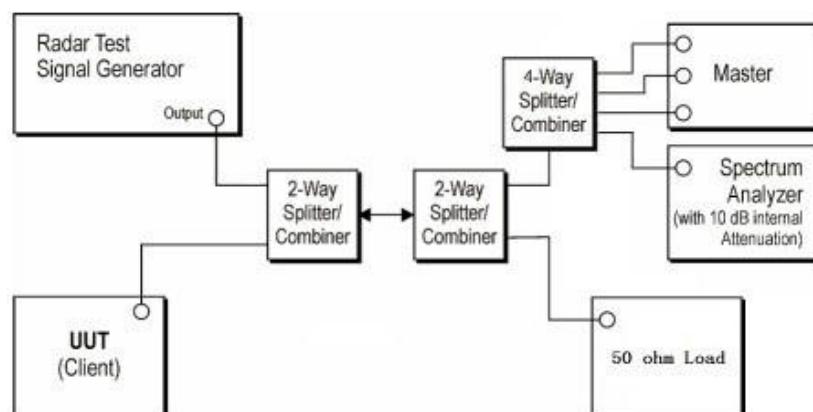 Radar Test
Signal Generator
Output
4-Way
Splitter/
Combiner
Master
Spectrum
Analyzer
(with 10 dB internal
Attenuation)
2-Way
Splitter/
Combiner
2-Way
Splitter/
Combiner
UUT
(Client)
50 ohm Load